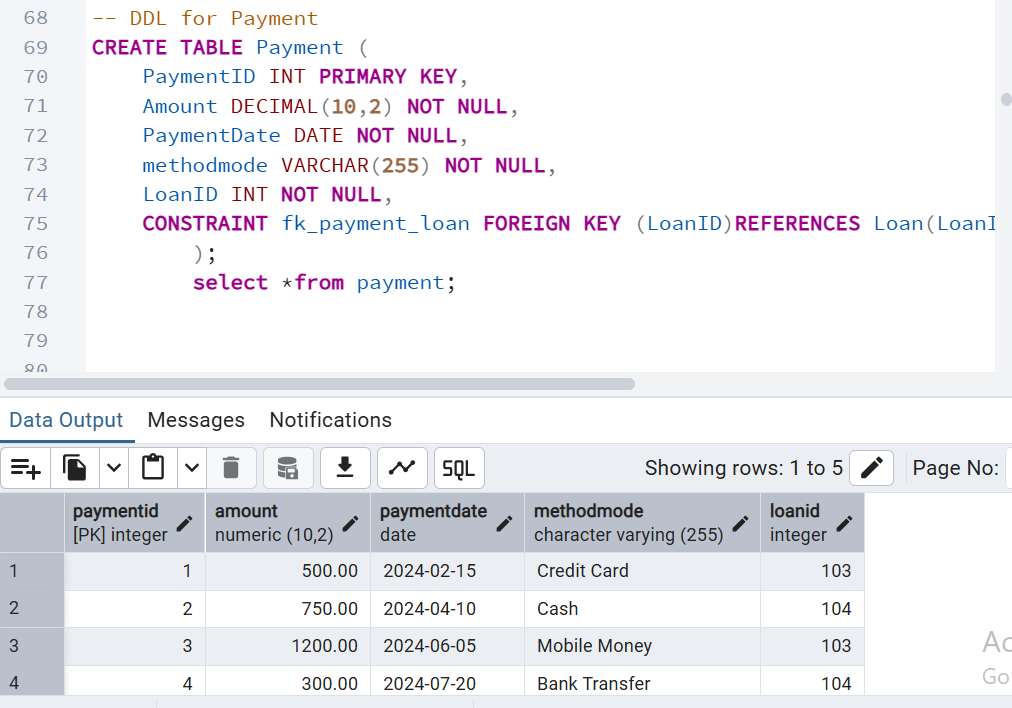 68 -- DDL for Payment
69 CREATE TABLE Payment (
70 PaymentID INT PRIMARY KEY,
71 Amount DECIMAL(10,2) NOT NULL,
72 PaymentDate DATE NOT NULL,
73 methodmode VARCHAR(255) NOT NULL,
74 LoanID INT NOT NULL,
75 CONSTRAINT fk_payment_loan FOREIGN KEY (LoanID)REFERENCES Loan(LoanI
76 );
77 select *from payment;
78
79
80
Data Output Messages Notifications
SQL Showing rows: 1 to 5 Page No:
paymentid amount paymentdate methodmode loanid
[PK] integer numeric (10,2) date character varying (255) integer
1 1 500.00 2024-02-15 Credit Card 103
2 2 750.00 2024-04-10 Cash 104
3 3 1200.00 2024-06-05 Mobile Money 103
4 4 300.00 2024-07-20 Bank Transfer 104
Ac
Go